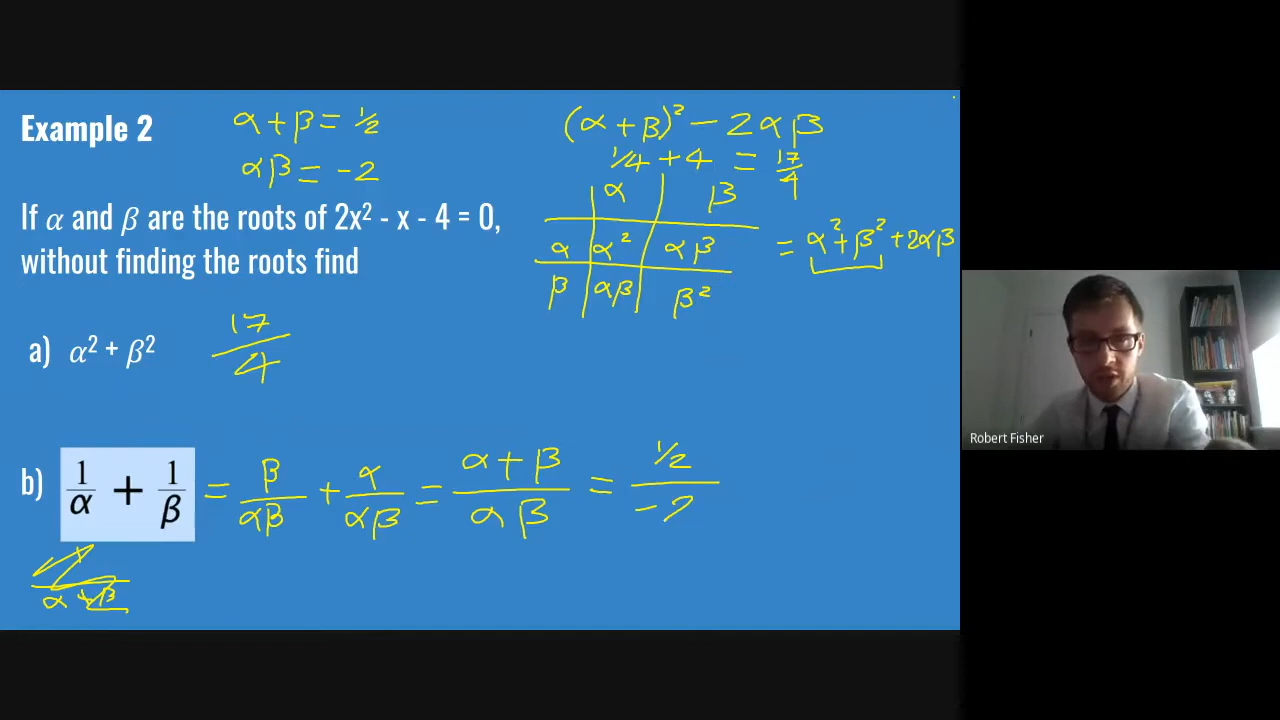 Example 2
α + β = 1/2
αβ = -2
(α + β)² - 2αβ
1/4 + 4 = 17/4
If α and β are the roots of 2x² - x - 4 = 0,
without finding the roots find
α β
α α² αβ
β αβ β²
= α² + β² + 2αβ
a) α² + β² 17/4
b) 1/α + 1/β = β/αβ + α/αβ = α + β/αβ = 1/2/-2
α β
Robert Fisher